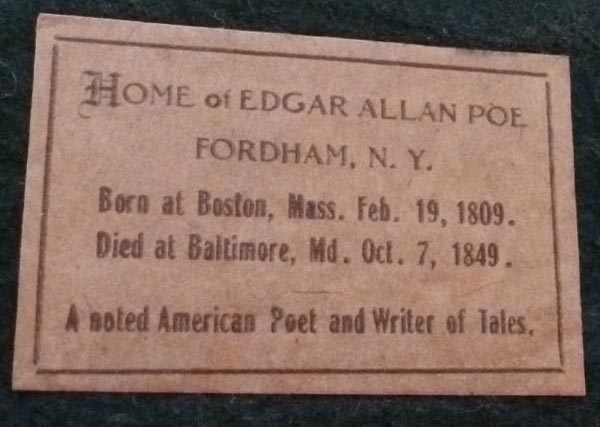 HOME of EDGAR ALLAN POE
FORDHAM, N. Y.
Born at Boston, Mass. Feb. 19, 1809.
Died at Baltimore, Md. Oct. 7, 1849.
A noted American Poet and Writer of Tales.